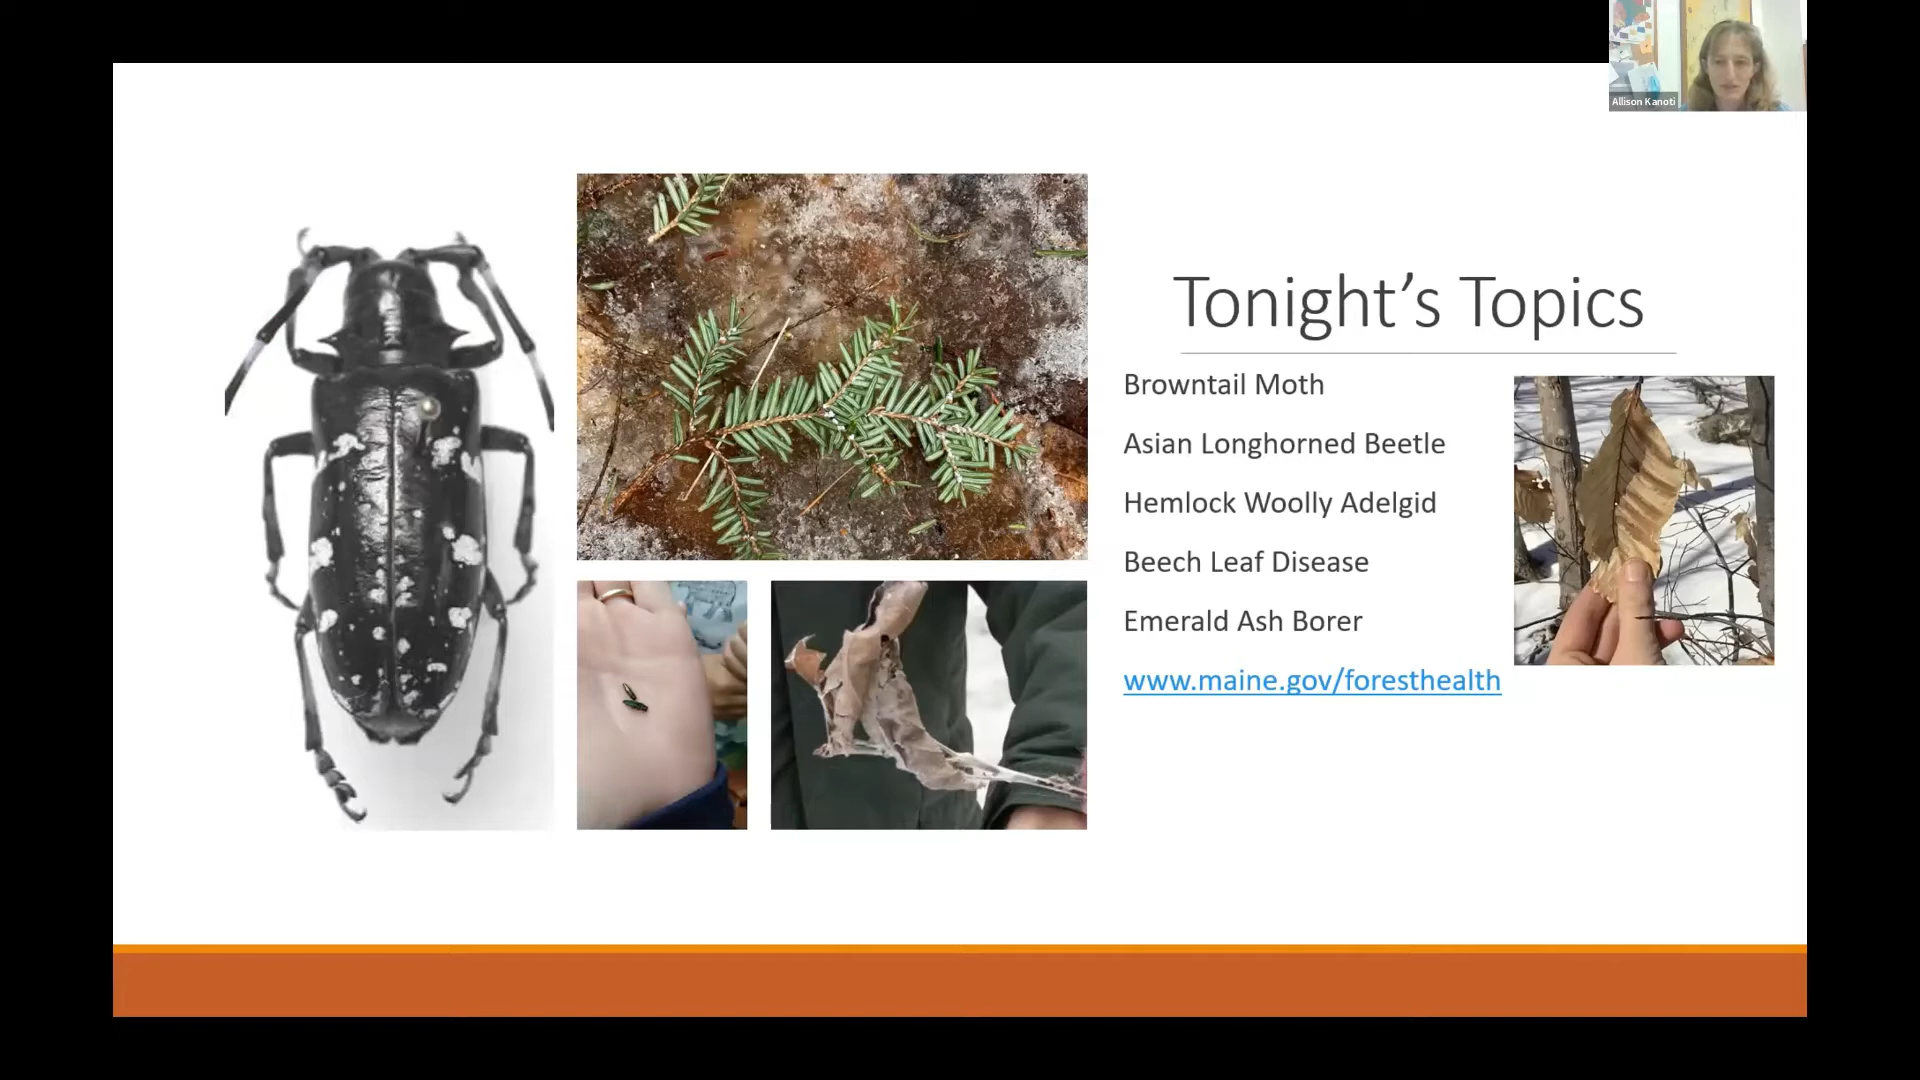 Allison Kanoti
Tonight’s Topics
Browntail Moth
Asian Longhorned Beetle
Hemlock Woolly Adelgid
Beech Leaf Disease
Emerald Ash Borer
www.maine.gov/foresthealth